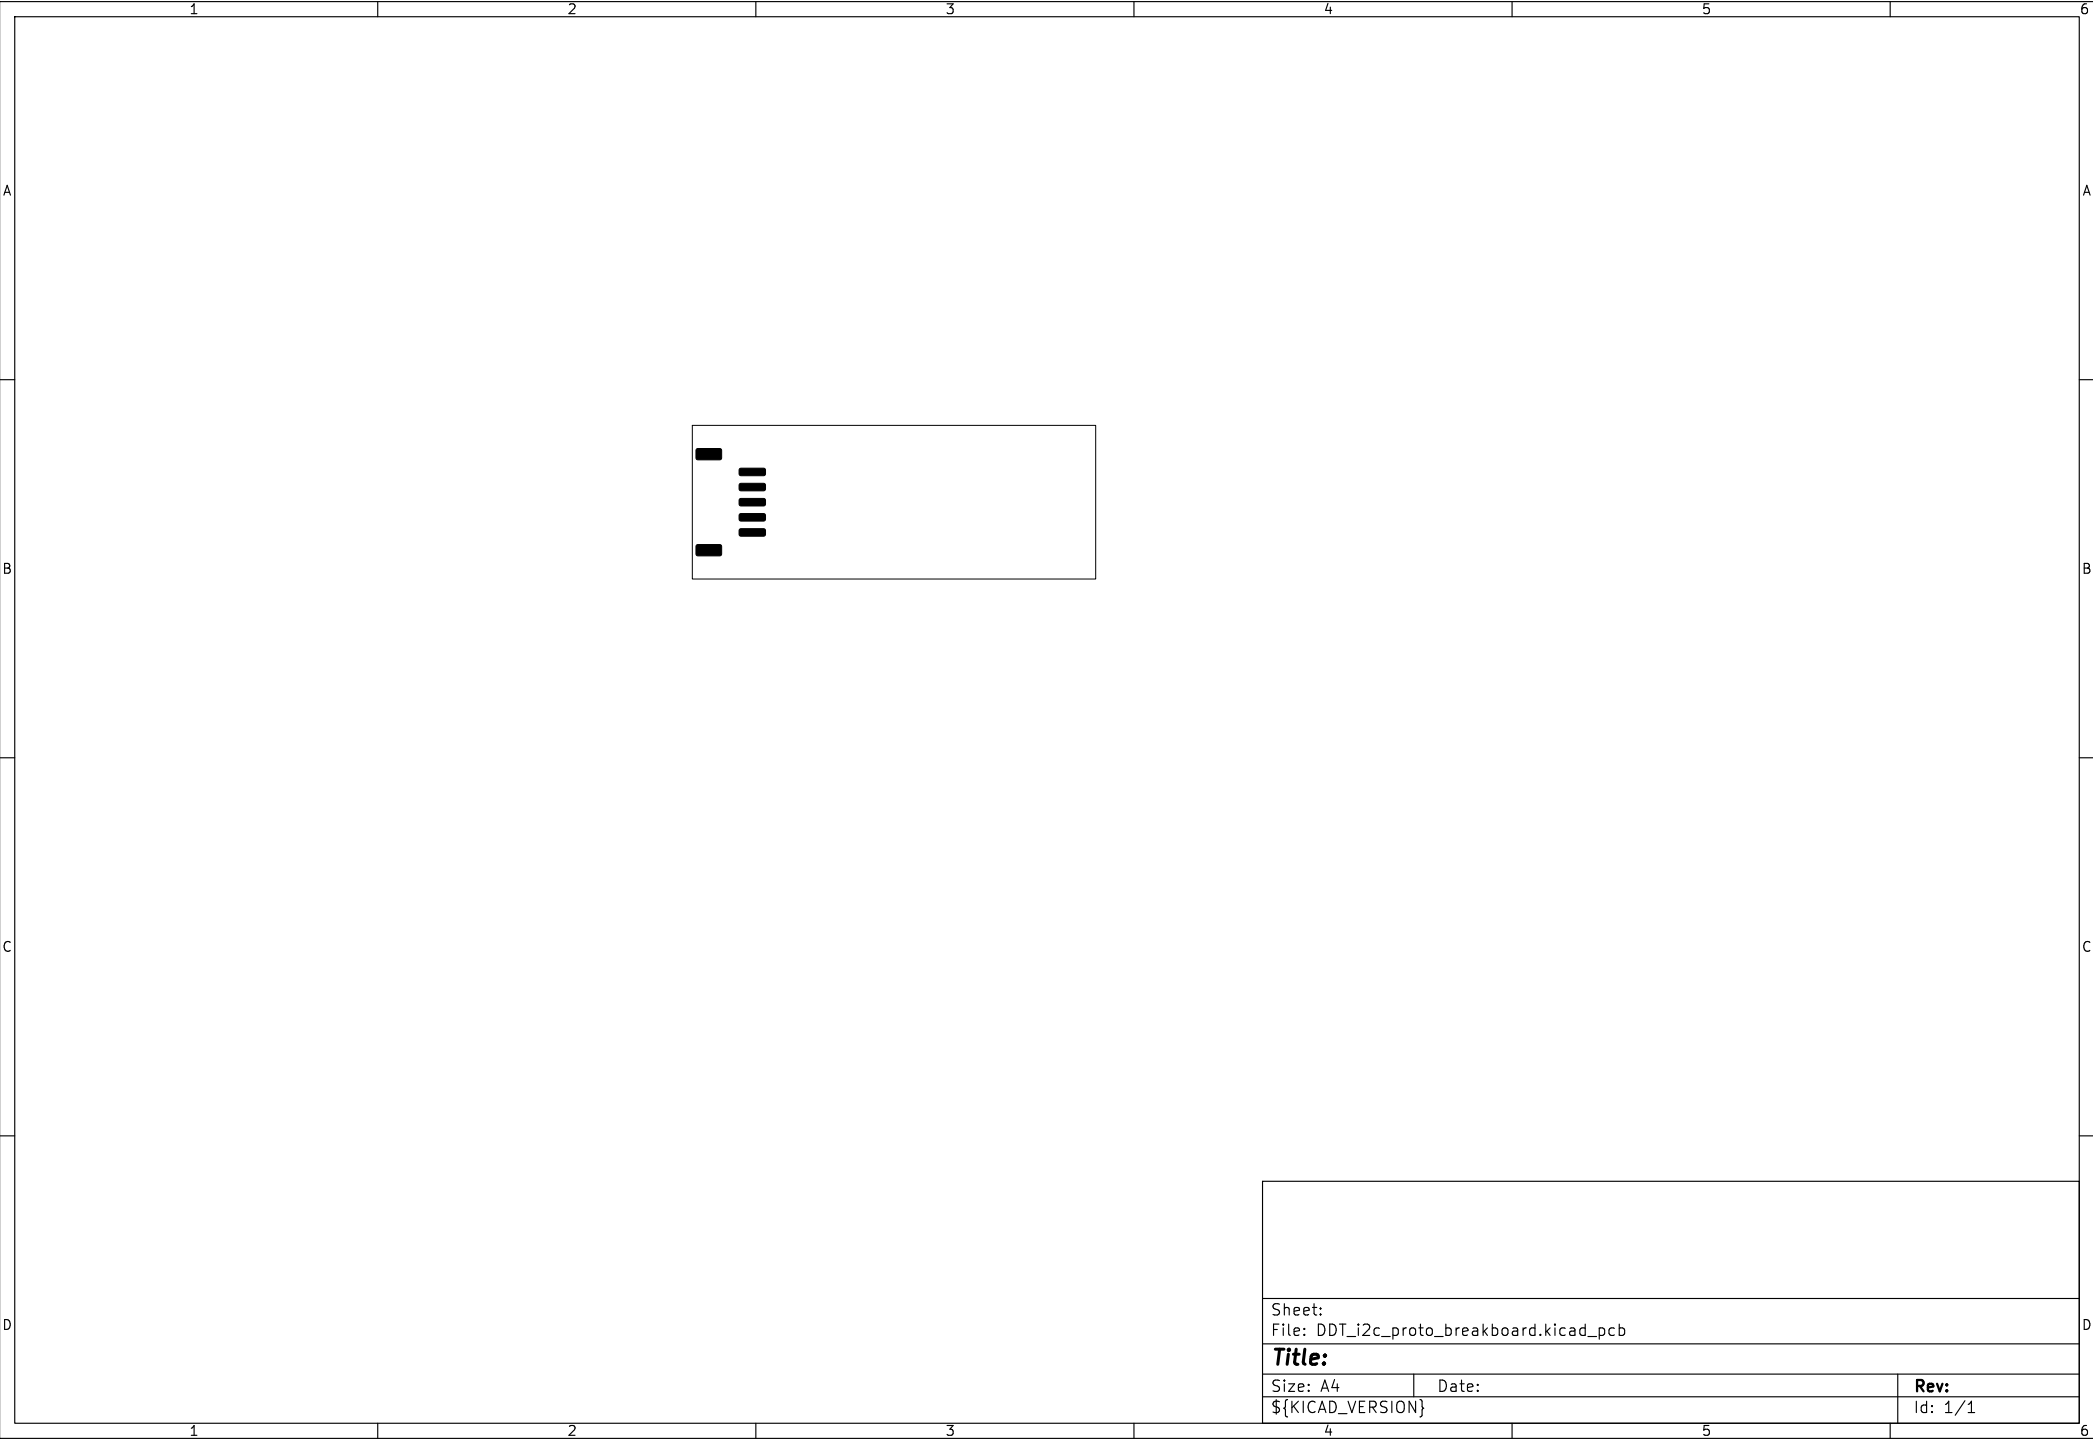 1 2 3 4 5 6
A A
B B
C C
Sheet:
File: DDT_i2c_proto_breakboard.kicad_pcb
D D
Title:
Size: A4 Date: Rev:
${KICAD_VERSION} Id: 1/1
1 2 3 4 5 6